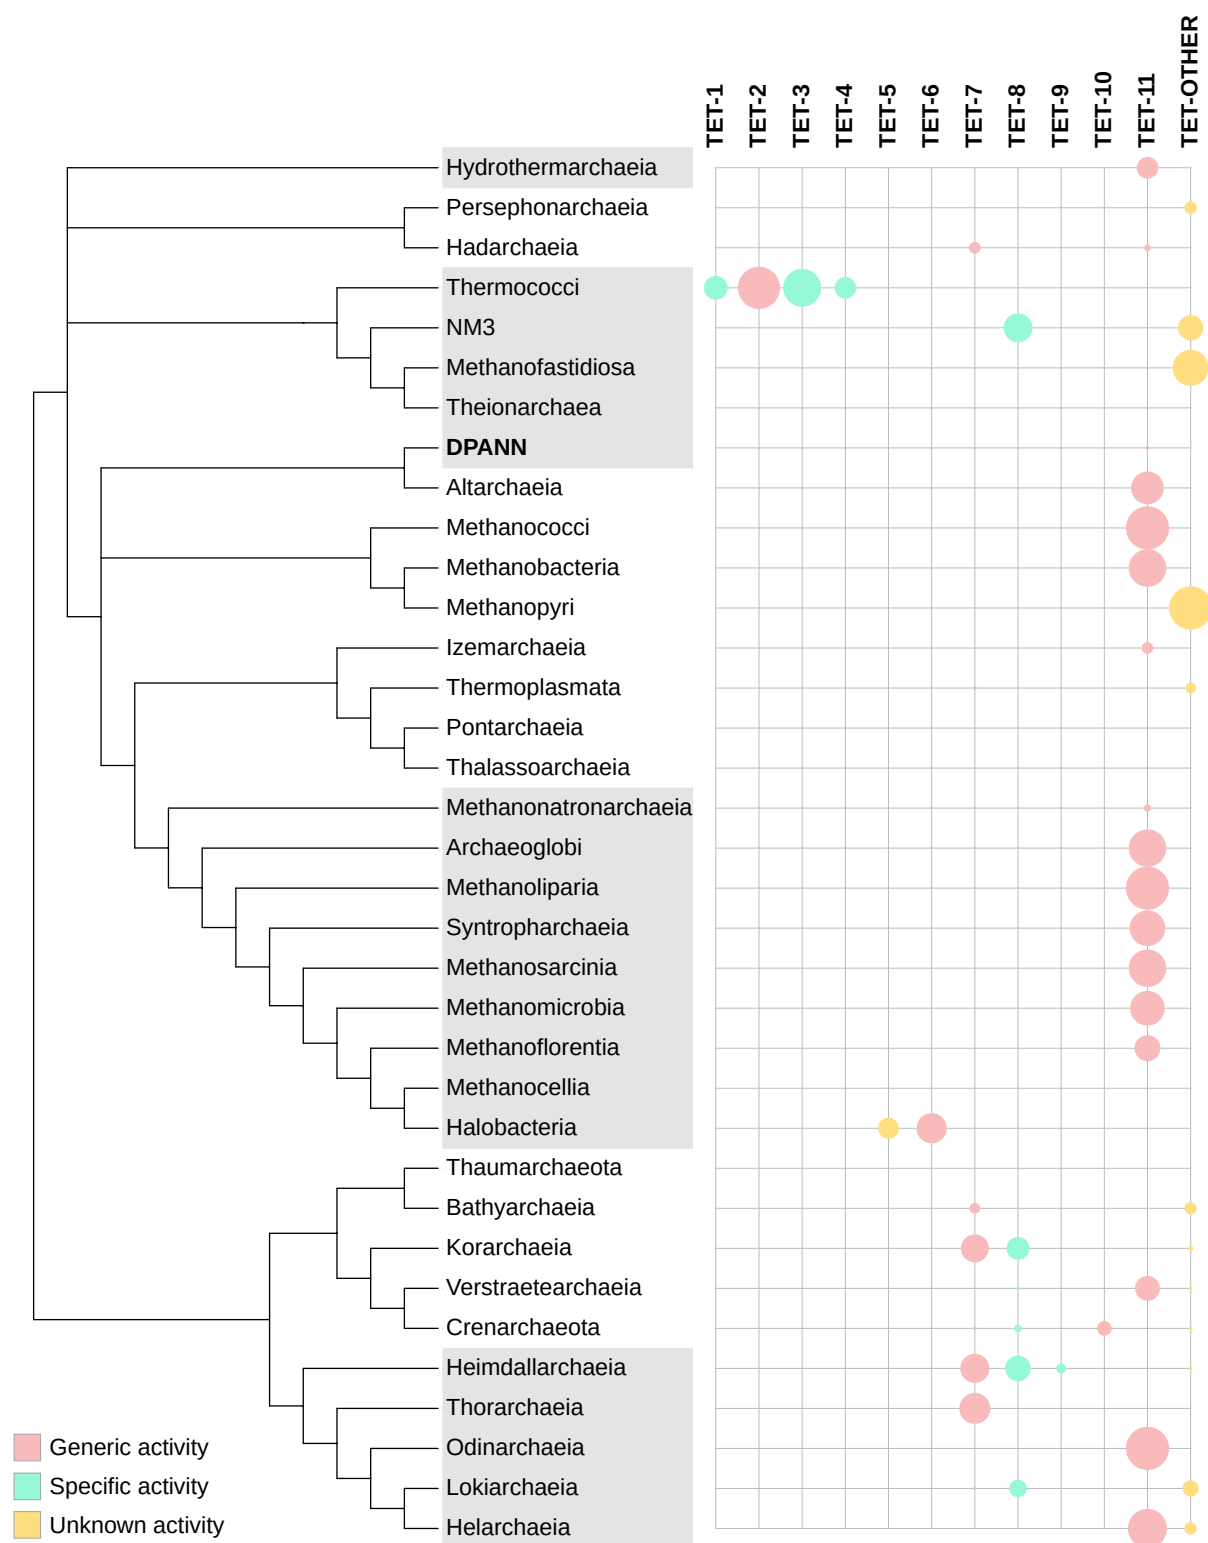 TET-1
TET-2
TET-3
TET-4
TET-5
TET-6
TET-7
TET-8
TET-9
TET-10
TET-11
TET-OTHER
Hydrothermarchaeia
Persephonarchaeia
Hadarchaeia
Thermococci
NM3
Methanofastidiosa
Theionarchaea
DPANN
Altarchaeia
Methanococci
Methanobacteria
Methanopyri
Izemarchaeia
Thermoplasmata
Pontarchaeia
Thalassoarchaeia
Methanonatronarchaeia
Archaeoglobi
Methanoliparia
Syntropharchaeia
Methanosarcinia
Methanomicrobia
Methanoflorentia
Methanocellia
Halobacteria
Thaumarchaeota
Bathyarchaeia
Korarchaeia
Verstraetearchaeia
Crenarchaeota
Heimdallarchaeia
Thorarchaeia
Odinarchaeia
Lokiarchaeia
Helarchaeia
Generic activity
Specific activity
Unknown activity